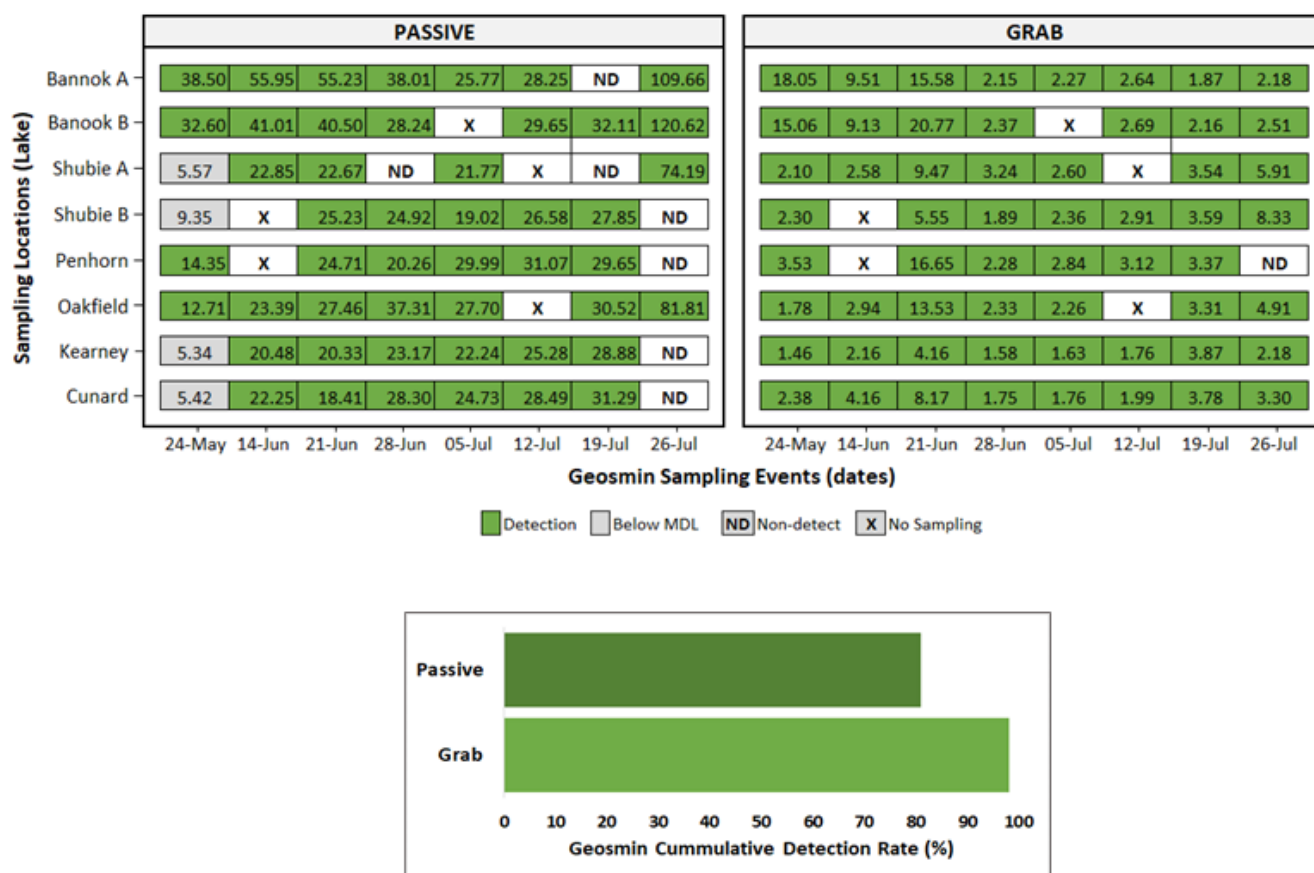 PASSIVE GRAB
Sampling Locations (Lake)
Bannok A 38.50 55.95 55.23 38.01 25.77 28.25 ND 109.66 18.05 9.51 15.58 2.15 2.27 2.64 1.87 2.18
Banook B 32.60 41.01 40.50 28.24 X 29.65 32.11 120.62 15.06 9.13 20.77 2.37 X 2.69 2.16 2.51
Shubie A 5.57 22.85 22.67 ND 21.77 X ND 74.19 2.10 2.58 9.47 3.24 2.60 X 3.54 5.91
Shubie B 9.35 X 25.23 24.92 19.02 26.58 27.85 ND 2.30 X 5.55 1.89 2.36 2.91 3.59 8.33
Penhorn 14.35 X 24.71 20.26 29.99 31.07 29.65 ND 3.53 X 16.65 2.28 2.84 3.12 3.37 ND
Oakfield 12.71 23.39 27.46 37.31 27.70 X 30.52 81.81 1.78 2.94 13.53 2.33 2.26 X 3.31 4.91
Kearney 5.34 20.48 20.33 23.17 22.24 25.28 28.88 ND 1.46 2.16 4.16 1.58 1.63 1.76 3.87 2.18
Cunard 5.42 22.25 18.41 28.30 24.73 28.49 31.29 ND 2.38 4.16 8.17 1.75 1.76 1.99 3.78 3.30
24-May 14-Jun 21-Jun 28-Jun 05-Jul 12-Jul 19-Jul 26-Jul 24-May 14-Jun 21-Jun 28-Jun 05-Jul 12-Jul 19-Jul 26-Jul
Geosmin Sampling Events (dates)
Detection Below MDL ND Non-detect X No Sampling
Passive
Grab
0 10 20 30 40 50 60 70 80 90 100
Geosmin Cummulative Detection Rate (%)